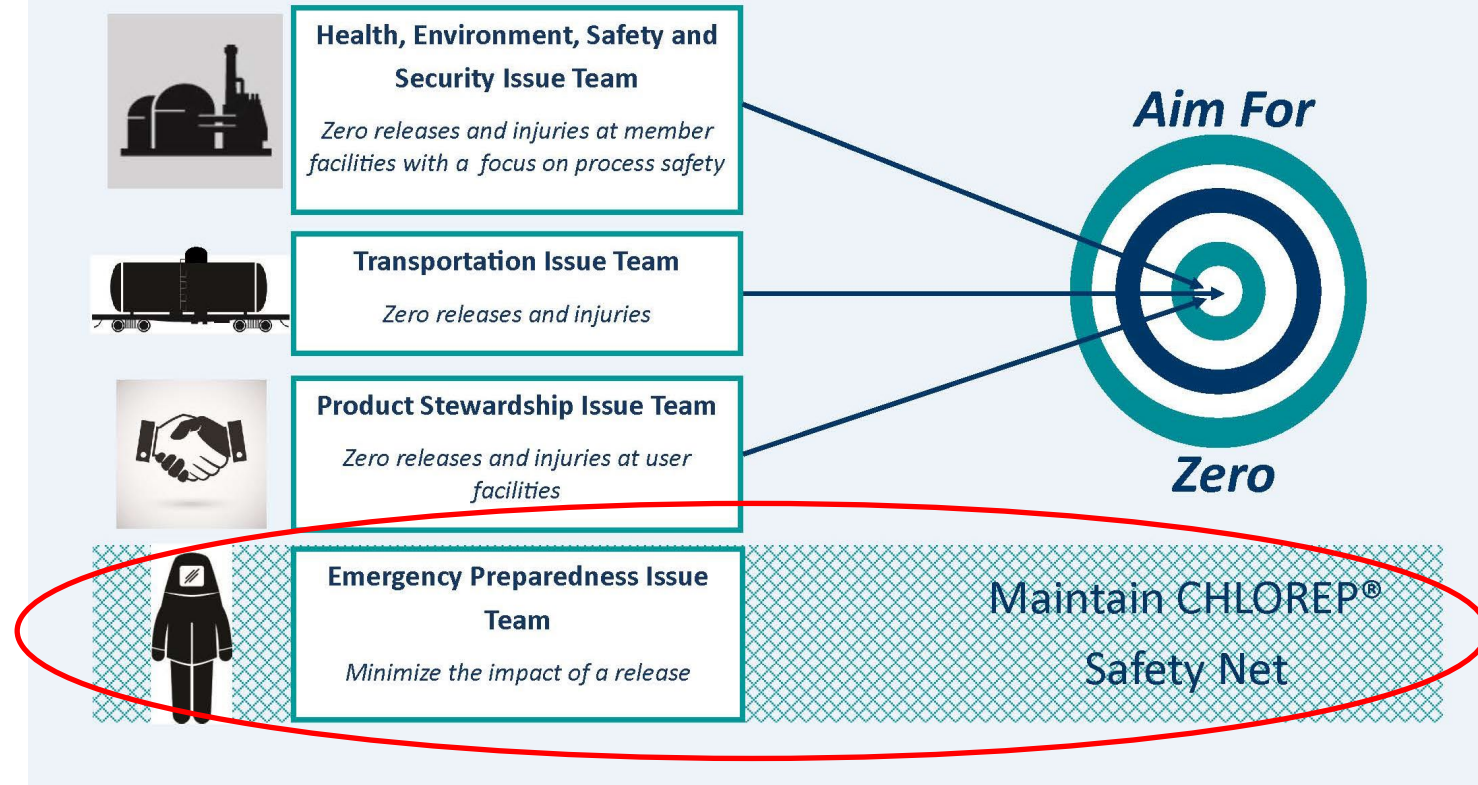 Health, Environment, Safety and
Security Issue Team
Zero releases and injuries at member
facilities with a focus on process safety
Aim For
Zero
Transportation Issue Team
Zero releases and injuries
Product Stewardship Issue Team
Zero releases and injuries at user
facilities
Emergency Preparedness Issue
Team
Minimize the impact of a release
Maintain CHLOREP®
Safety Net